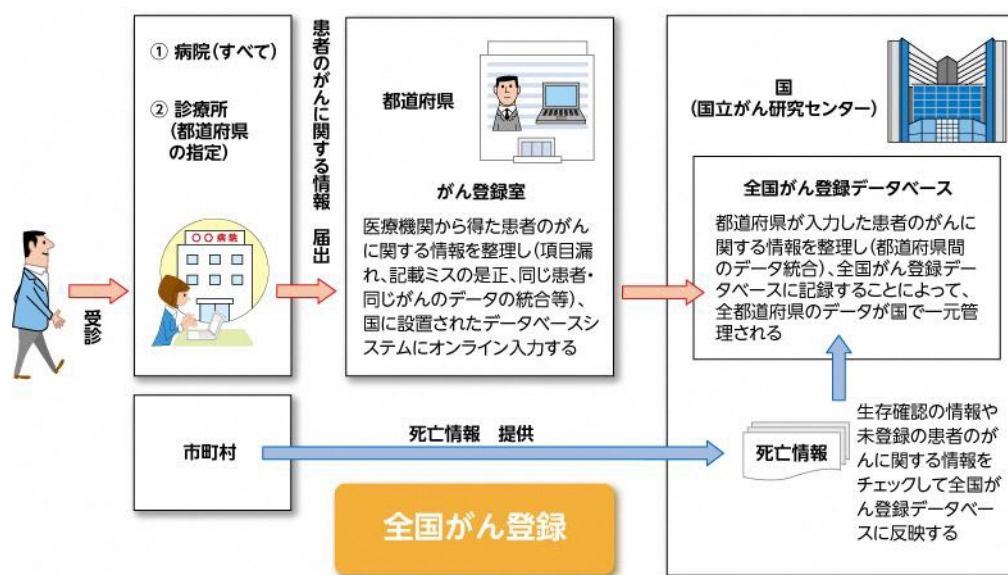 ① 病院(すべて)
② 診療所
(都道府県
の指定)
〇〇病院
受診
患者のがんに関する情報 届出
都道府県
がん登録室
医療機関から得た患者のがん
に関する情報を整理し(項目漏
れ、記載ミスの是正、同じ患者・
同じがんのデータの統合等)、
国に設置されたデータベースシ
ステムにオンライン入力する
国
(国立がん研究センター)
全国がん登録データベース
都道府県が入力した患者のがんに
関する情報を整理し(都道府県間
のデータ統合)、全国がん登録デー
タベースに記録することによって、
全都道府県のデータが国で一元管
理される
市町村
死亡情報 提供
死亡情報
生存確認の情報や
未登録の患者のが
んに関する情報を
チェックして全国が
ん登録データベー
スに反映する
全国がん登録